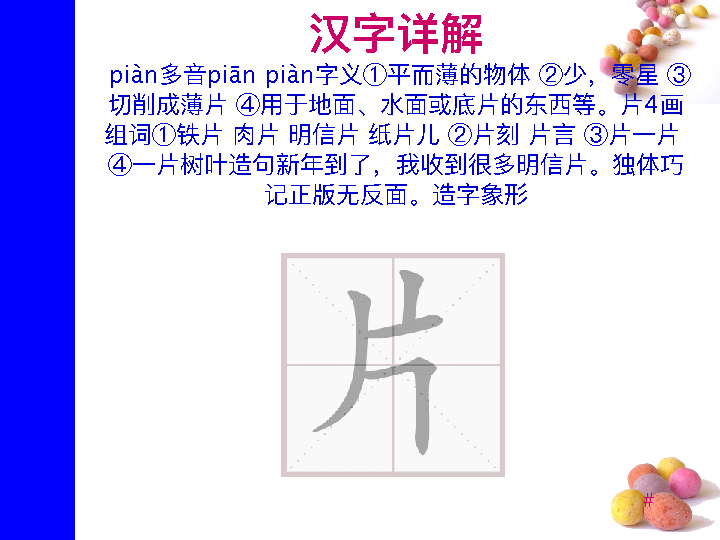 汉字详解
piàn多音piān piàn字义①平而薄的物体 ②少，零星 ③
切削成薄片 ④用于地面、水面或底片的东西等。片4画
组词①铁片 肉片 明信片 纸片儿 ②片刻 片言 ③片一片
④一片树叶造句新年到了，我收到很多明信片。独体巧
记正版无反面。造字象形
片
#